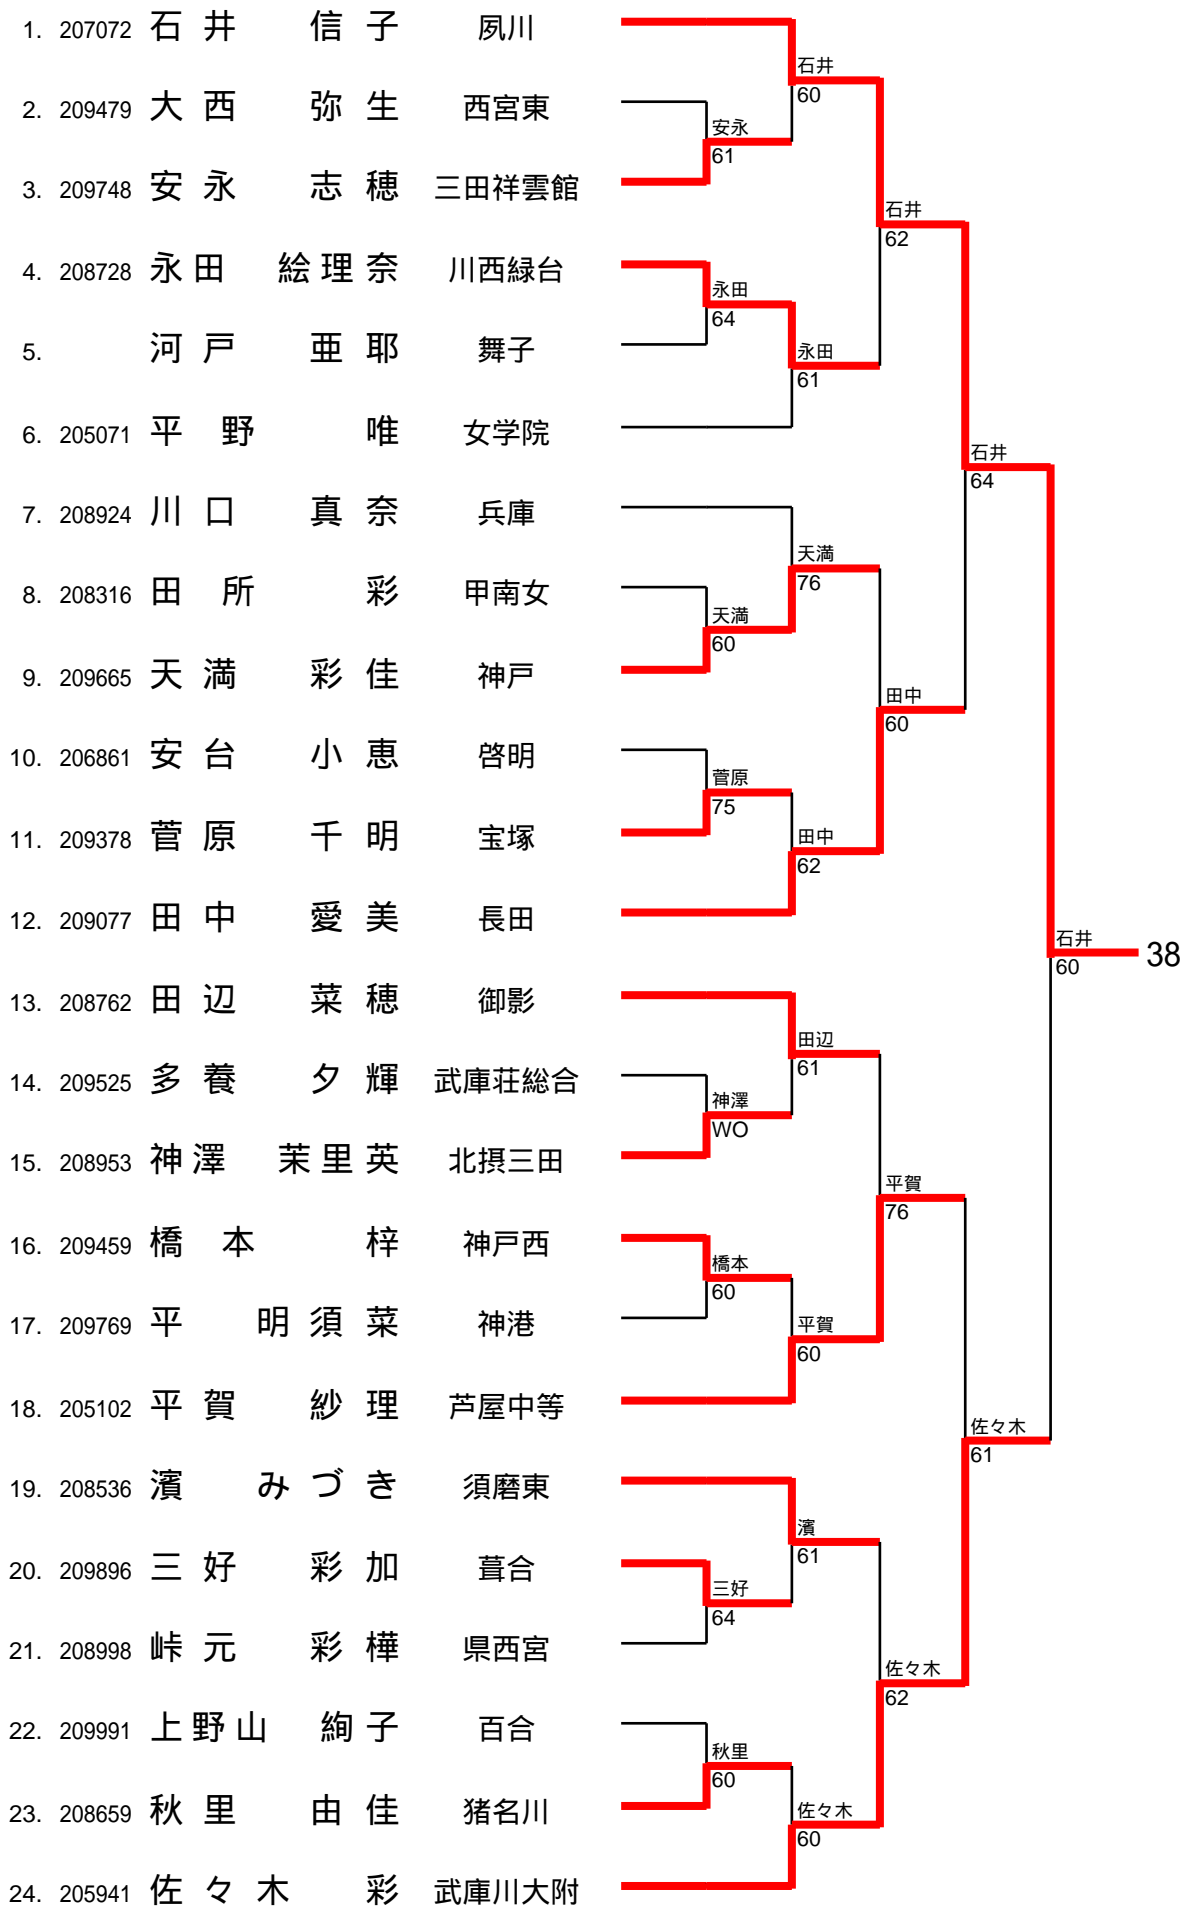 1. 207072 石井 信子 夙川
石井
60
2. 209479 大西 弥生 西宮東
安永
61
3. 209748 安永 志穂 三田祥雲館
石井
62
4. 208728 永田 絵理奈 川西緑台
永田
64
5. 河戸 亜耶 舞子
永田
61
6. 205071 平野 唯 女学院
石井
64
7. 208924 川口 真奈 兵庫
天満
76
8. 208316 田所 彩 甲南女
天満
60
9. 209665 天満 彩佳 神戸
田中
60
10. 206861 安台 小恵 啓明
菅原
75
11. 209378 菅原 千明 宝塚
田中
62
12. 209077 田中 愛美 長田
石井
60
38
13. 208762 田辺 菜穂 御影
田辺
61
14. 209525 多養 夕輝 武庫荘総合
神澤
WO
15. 208953 神澤 茉里英 北摂三田
平賀
76
16. 209459 橋本 梓 神戸西
橋本
60
17. 209769 平 明須菜 神港
平賀
60
18. 205102 平賀 紗理 芦屋中等
佐々木
61
19. 208536 濱 みづき 須磨東
濱
61
20. 209896 三好 彩加 葺合
三好
64
21. 208998 峠元 彩樺 県西宮
佐々木
62
22. 209991 上野山 絢子 百合
秋里
60
23. 208659 秋里 由佳 猪名川
佐々木
60
24. 205941 佐々木 彩 武庫川大附